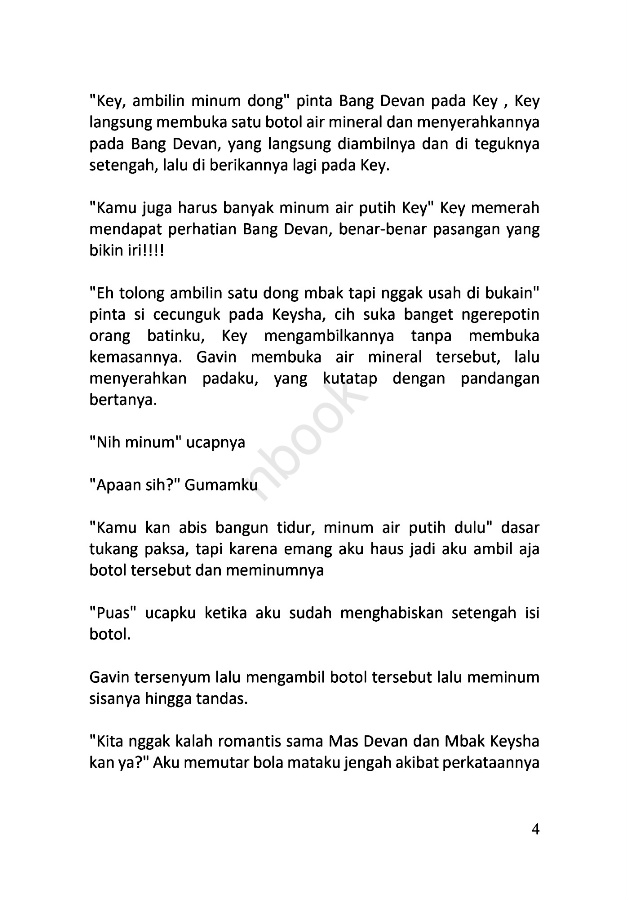 "Key, ambilin minum dong" pinta Bang Devan pada Key , Key
langsung membuka satu botol air mineral dan menyerahkannya
pada Bang Devan, yang langsung diambilnya dan di teguknya
setengah, lalu di berikannya lagi pada Key.
"Kamu juga harus banyak minum air putih Key" Key memerah
mendapat perhatian Bang Devan, benar-benar pasangan yang
bikin iri!!!!
"Eh tolong ambilin satu dong mbak tapi nggak usah di bukain"
pinta si cecunguk pada Keysha, cih suka banget ngerepotin
orang batinku, Key mengambilkannya tanpa membuka
kemasannya. Gavin membuka air mineral tersebut, lalu
menyerahkan padaku, yang kutatap dengan pandangan
bertanya.
nbook
"Nih minum" ucapnya
"Apaan sih?" Gumamku
"Kamu kan abis bangun tidur, minum air putih dulu" dasar
tukang paksa, tapi karena emang aku haus jadi aku ambil aja
botol tersebut dan meminumnya
"Puas" ucapku ketika aku sudah menghabiskan setengah isi
botol.
Gavin tersenyum lalu mengambil botol tersebut lalu meminum
sisanya hingga tandas.
"Kita nggak kalah romantis sama Mas Devan dan Mbak Keysha
kan ya?" Aku memutar bola mataku jengah akibat perkataannya
4